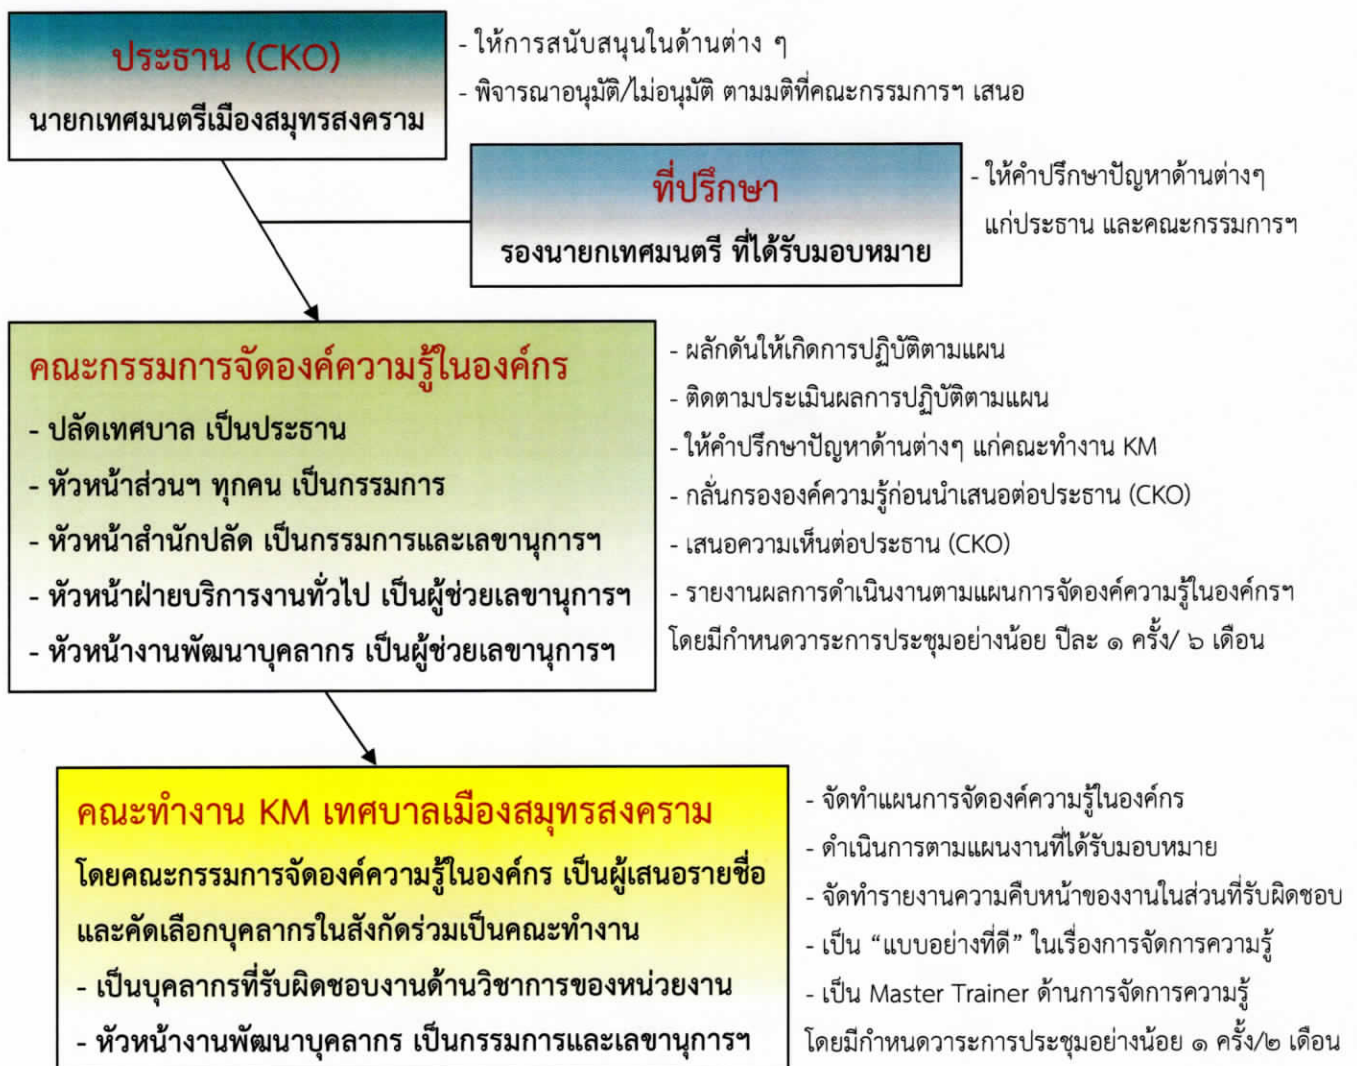 ประธาน (CKO)
นายกเทศมนตรีเมืองสมุทรสงคราม
- ให้การสนับสนุนในด้านต่าง ๆ
- พิจารณาอนุมัติ/ไม่อนุมัติ ตามมติที่คณะกรรมการฯ เสนอ
ที่ปรึกษา
รองนายกเทศมนตรี ที่ได้รับมอบหมาย
- ให้คำปรึกษาปัญหาด้านต่างๆ
แก่ประธาน และคณะกรรมการฯ
คณะกรรมการจัดองค์ความรู้ในองค์กร
- ปลัดเทศบาล เป็นประธาน
- หัวหน้าส่วนฯ ทุกคน เป็นกรรมการ
- หัวหน้าสำนักปลัด เป็นกรรมการและเลขานุการฯ
- หัวหน้าฝ่ายบริการงานทั่วไป เป็นผู้ช่วยเลขานุการฯ
- หัวหน้างานพัฒนาบุคลากร เป็นผู้ช่วยเลขานุการฯ
- ผลักดันให้เกิดการปฏิบัติตามแผน
- ติดตามประเมินผลการปฏิบัติตามแผน
- ให้คำปรึกษาปัญหาด้านต่างๆ แก่คณะทำงาน KM
- กลั่นกรององค์ความรู้ก่อนนำเสนอต่อประธาน (CKO)
- เสนอความเห็นต่อประธาน (CKO)
- รายงานผลการดำเนินงานตามแผนการจัดองค์ความรู้ในองค์กรฯ
โดยมีกำหนดวาระการประชุมอย่างน้อย ปีละ ๑ ครั้ง/ ๖ เดือน
คณะทำงาน KM เทศบาลเมืองสมุทรสงคราม
โดยคณะกรรมการจัดองค์ความรู้ในองค์กร เป็นผู้เสนอรายชื่อ
และคัดเลือกบุคลากรในสังกัดร่วมเป็นคณะทำงาน
- เป็นบุคลากรที่รับผิดชอบงานด้านวิชาการของหน่วยงาน
- หัวหน้างานพัฒนาบุคลากร เป็นกรรมการและเลขานุการฯ
- จัดทำแผนการจัดองค์ความรู้ในองค์กร
- ดำเนินการตามแผนงานที่ได้รับมอบหมาย
- จัดทำรายงานความคืบหน้าของงานในส่วนที่รับผิดชอบ
- เป็น “แบบอย่างที่ดี” ในเรื่องการจัดการความรู้
- เป็น Master Trainer ด้านการจัดการความรู้
โดยมีกำหนดวาระการประชุมอย่างน้อย ๑ ครั้ง/๒ เดือน